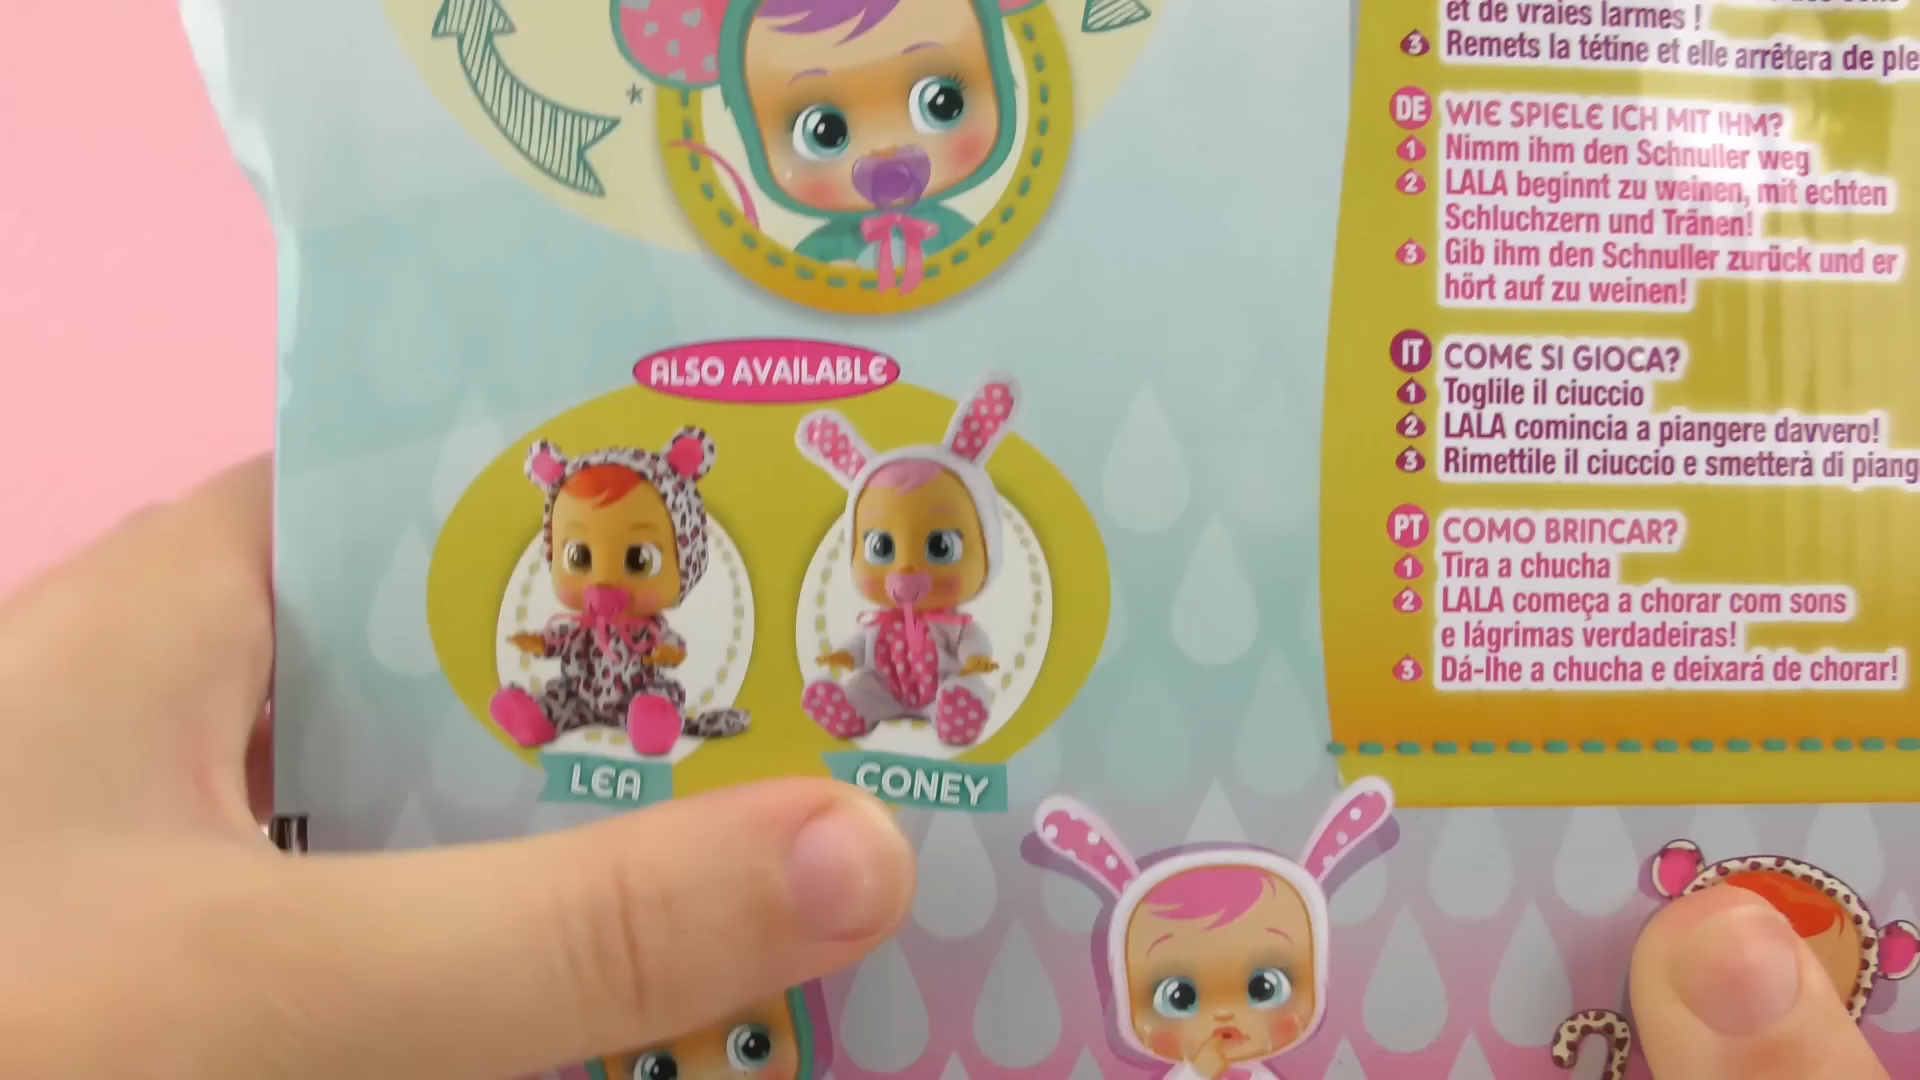 et de vraies larmes !
3 Remets la tétine et elle arrêtera de
DE WIE SPIELE ICH MIT IHM?
1 Nimm ihm den Schnuller weg
2 LALA beginnt zu weinen, mit echten
Schluchzern und Tränen!
3 Gib ihm den Schnuller zurück und er
hört auf zu weinen!
IT COME SI GIOCA?
1 Toglile il ciuccio
2 LALA comincia a piangere davvero!
3 Rimettile il ciuccio e smetterà di
PT COMO BRINCAR?
1 Tira a chucha
2 LALA começa a chorar com sons
e lágrimas verdadeiras!
3 Dá-lhe a chucha e deixará de chorar!
*
ALSO AVAILABLE
LEA
CONEY